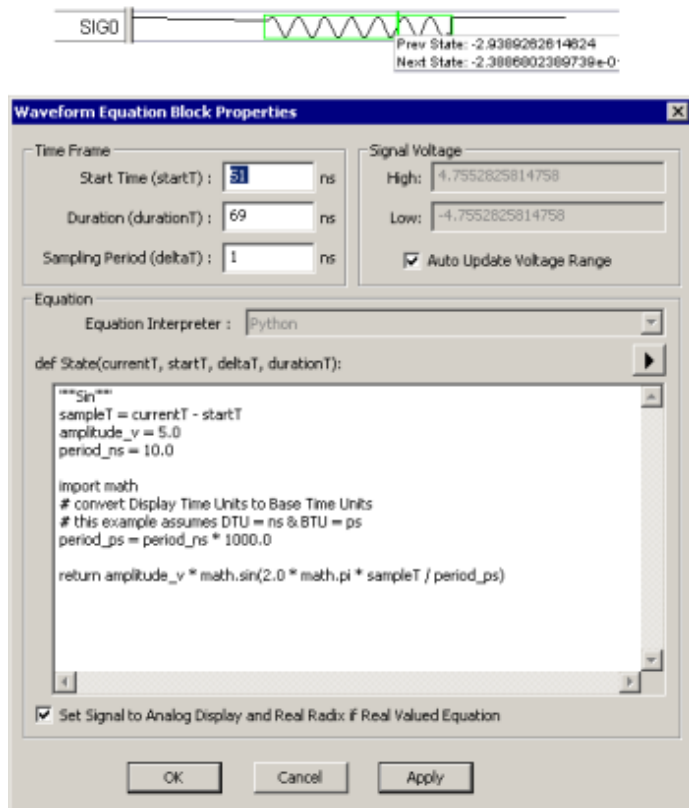 SIG0
Prev State: -2.9389262614624
Next State: -2.3886802389739e-0
Waveform Equation Block Properties
Time Frame
Signal Voltage
Start Time (startT) : 51 ns
High: 4.7552825814758
Duration (durationT) : 69 ns
Low: -4.7552825814758
Sampling Period (deltaT) : 1 ns
Auto Update Voltage Range
Equation
Equation Interpreter : Python
def State(currentT, startT, deltaT, durationT):
"""Sin"""
sampleT = currentT - startT
amplitude_v = 5.0
period_ns = 10.0
import math
# convert Display Time Units to Base Time Units
# this example assumes DTU = ns & BTU = ps
period_ps = period_ns * 1000.0
return amplitude_v * math.sin(2.0 * math.pi * sampleT / period_ps)
Set Signal to Analog Display and Real Radix if Real Valued Equation
OK
Cancel
Apply